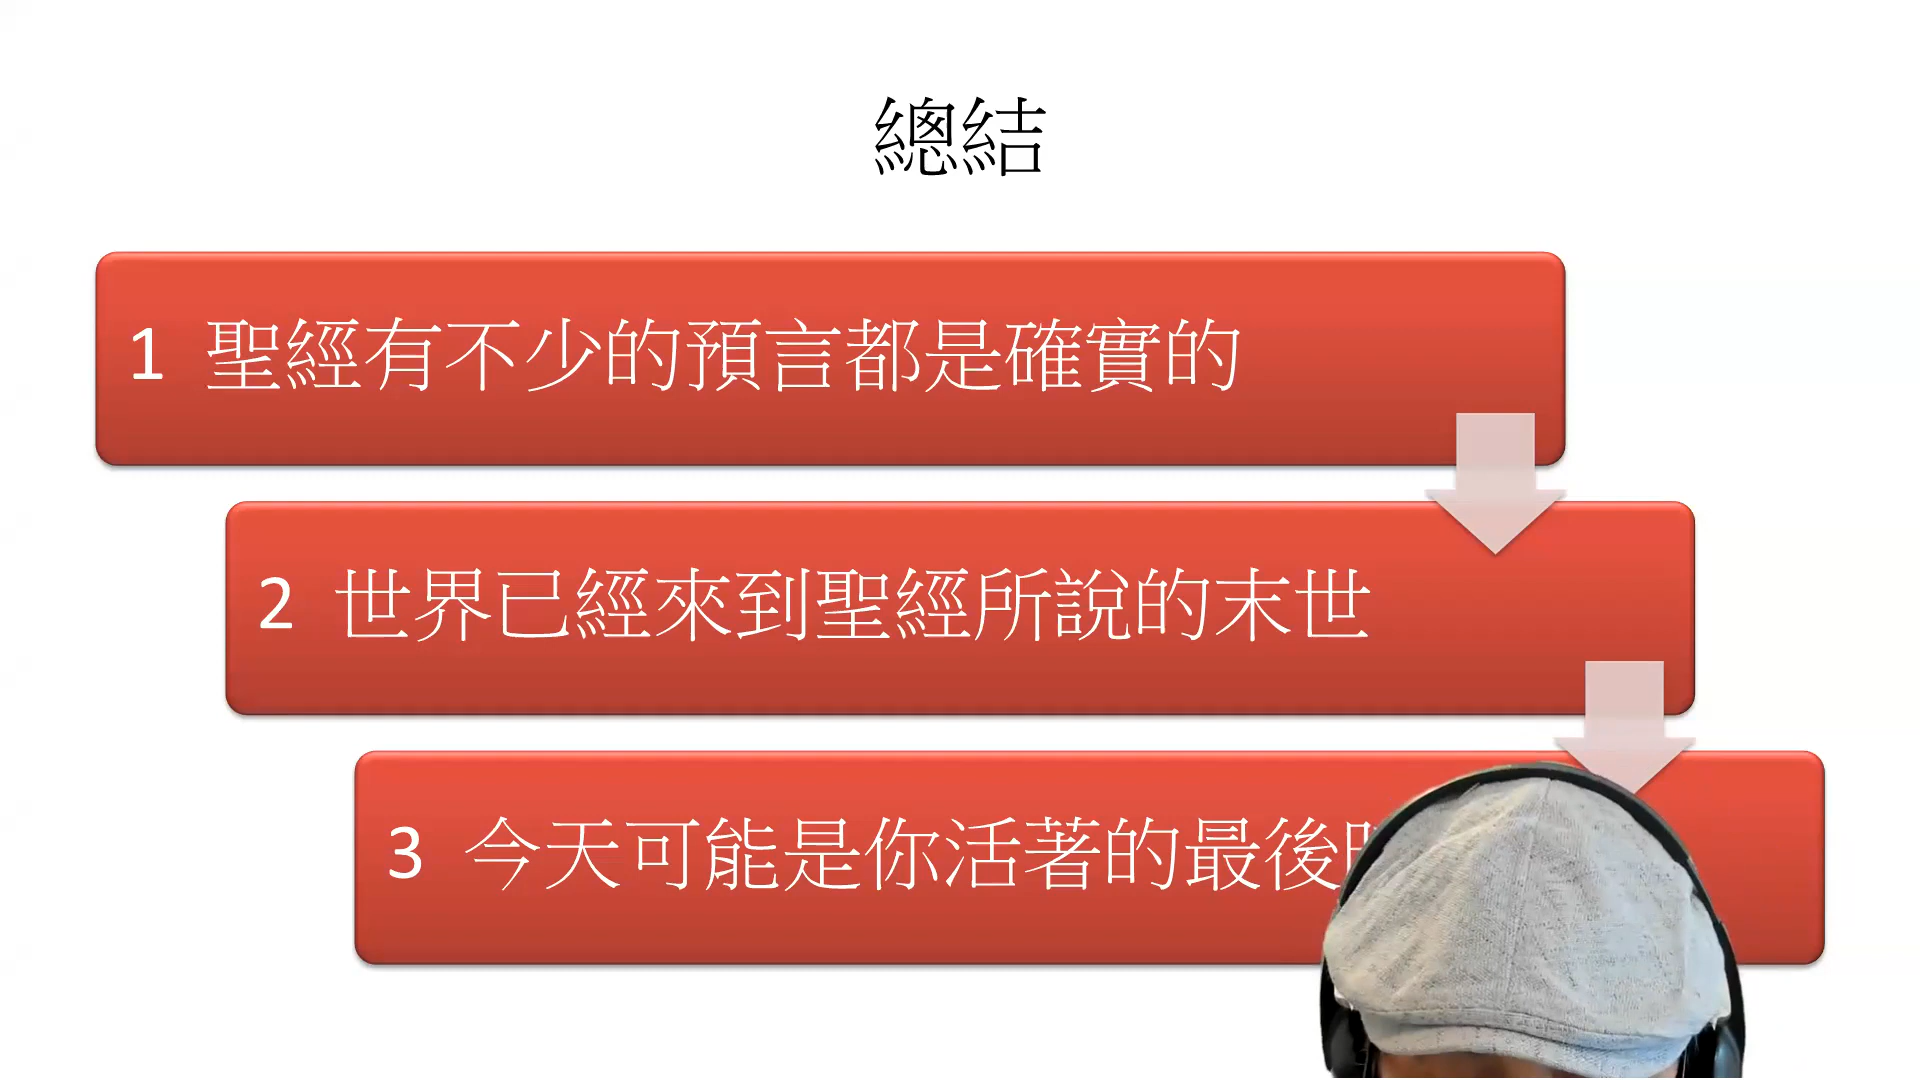 總結
1 聖經有不少的預言都是確實的
2 世界已經來到聖經所說的末世
3 今天可能是你活著的最後